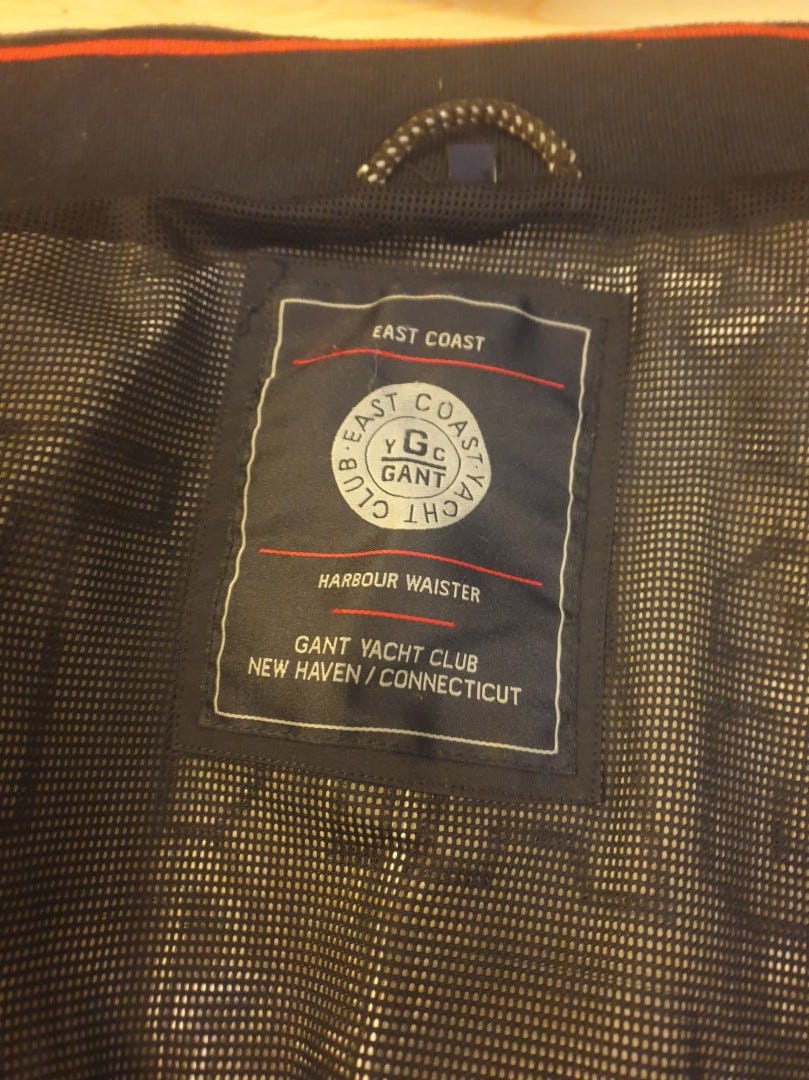 EAST COAST
EAST COAST · YACHT CLUB ·
Y G C
GANT
HARBOUR WAISTER
GANT YACHT CLUB
NEW HAVEN / CONNECTICUT